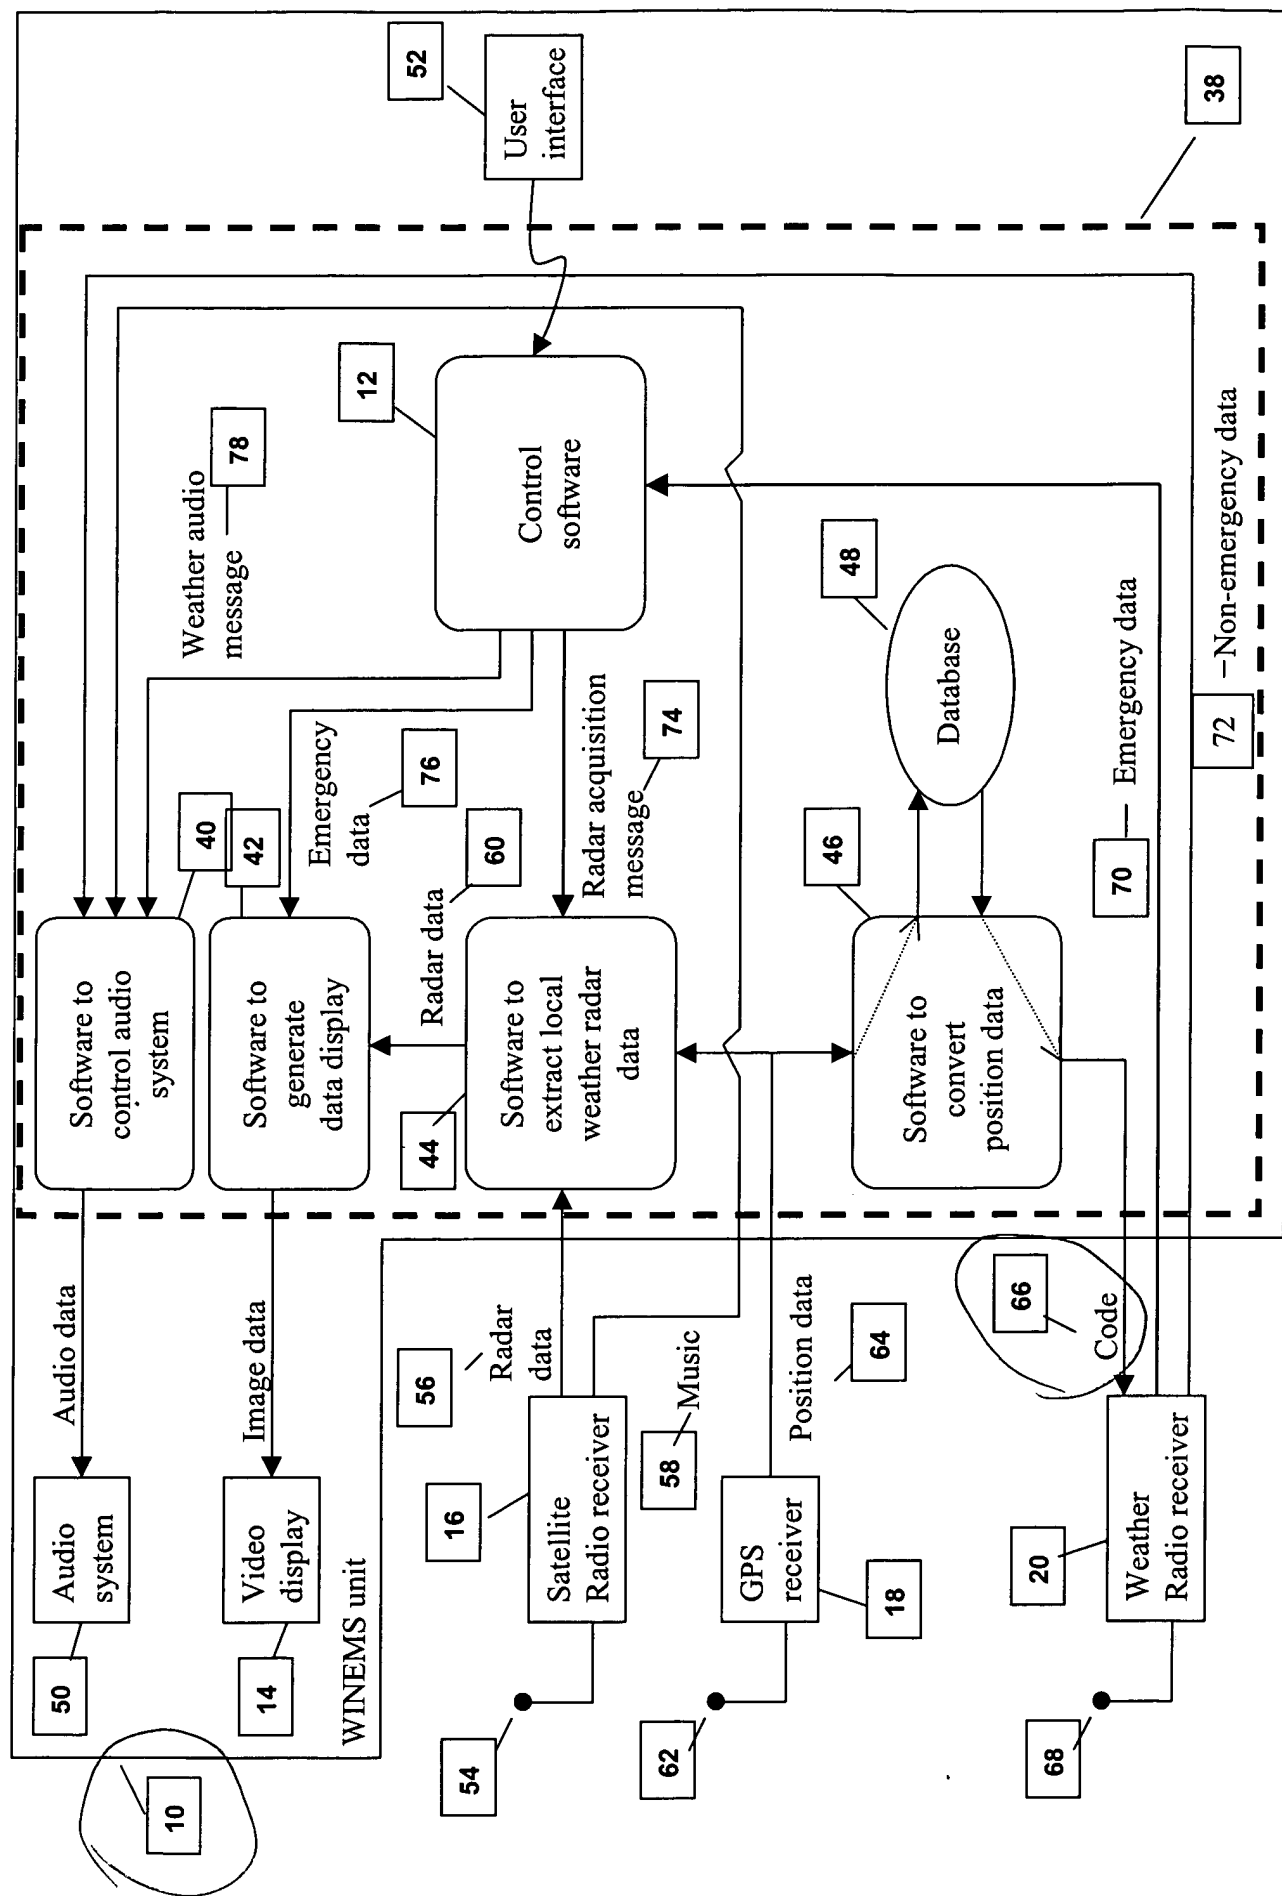 50
Audio
system
Audio data
Software to
control audio
system
40
Weather audio
message
78
10
14
Video
display
Image data
Software to
generate
data display
42
Emergency
data
76
12
Control
software
52
User
interface
WINEMS unit
54
16
Satellite
Radio receiver
56
Radar
data
44
Software to
extract local
weather radar
data
Radar data
60
Radar acquisition
message
74
62
GPS
receiver
18
58
Music
Position data
64
46
Software to
convert
position data
48
Database
68
20
Weather
Radio receiver
66
Code
70
Emergency data
72
Non-emergency data
38